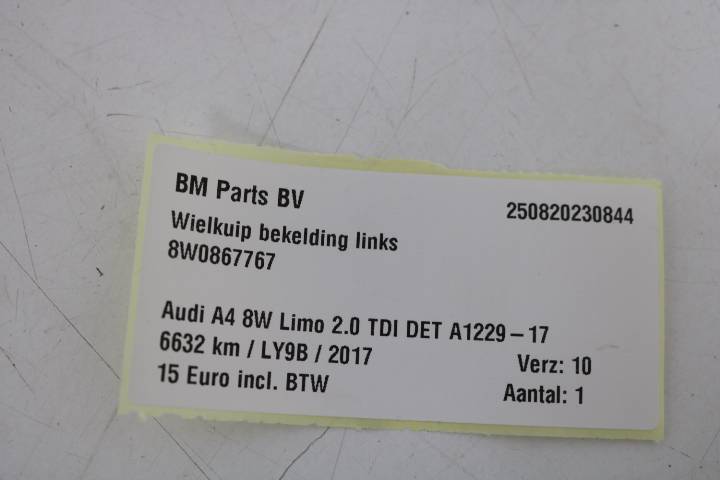 BM Parts BV
250820230844
Wielkuip bekelding links
8W0867767
Audi A4 8W Limo 2.0 TDI DET A1229 – 17
6632 km / LY9B / 2017
Verz: 10
15 Euro incl. BTW
Aantal: 1